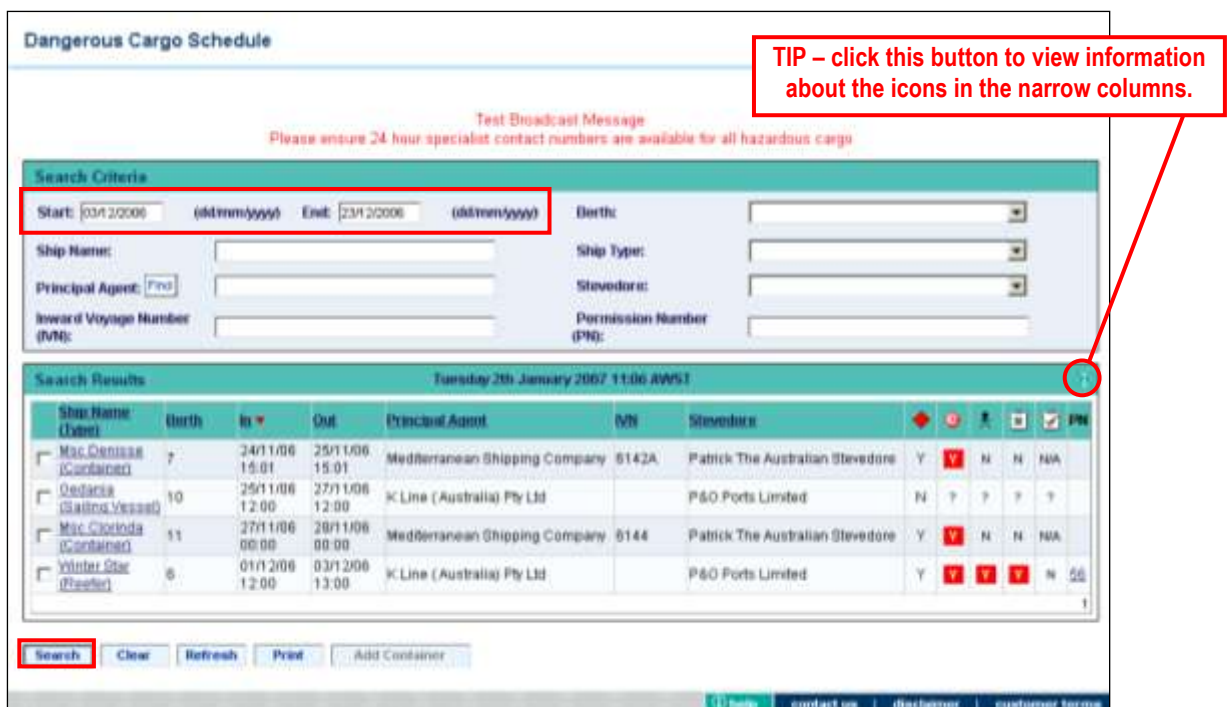 Dangerous Cargo Schedule
TIP – click this button to view information
about the icons in the narrow columns.
Test Broadcast Message
Please ensure 24 hour specialist contact numbers are available for all hazardous cargo
Search Criteria
Start: 03/12/2006 (dd/mm/yyyy) End: 23/12/2006 (dd/mm/yyyy) Berth:
Ship Name: Ship Type:
Principal Agent: Find Stevedore:
Inward Voyage Number (IVN): Permission Number (PN):
Search Results Tuesday 2th January 2007 11:06 AWST
Ship Name (Type) Berth In Out Principal Agent IVN Stevedore PN
Msc Denisse (Container) 7 24/11/06 15:01 25/11/06 15:01 Mediterranean Shipping Company 6142A Patrick The Australian Stevedore Y Y N N N/A
Oedania (Sailing Vessel) 10 25/11/06 12:00 27/11/06 12:00 K Line (Australia) Pty Ltd P&O Ports Limited N ? ? ? ?
Msc Clorinda (Container) 11 27/11/06 00:00 28/11/06 00:00 Mediterranean Shipping Company 6144 Patrick The Australian Stevedore Y Y N N N/A
Winter Star (Reefer) 6 01/12/06 12:00 03/12/06 13:00 K Line (Australia) Pty Ltd P&O Ports Limited Y Y Y Y N 56
1
Search Clear Refresh Print Add Container
help contact us | disclaimer | customer terms